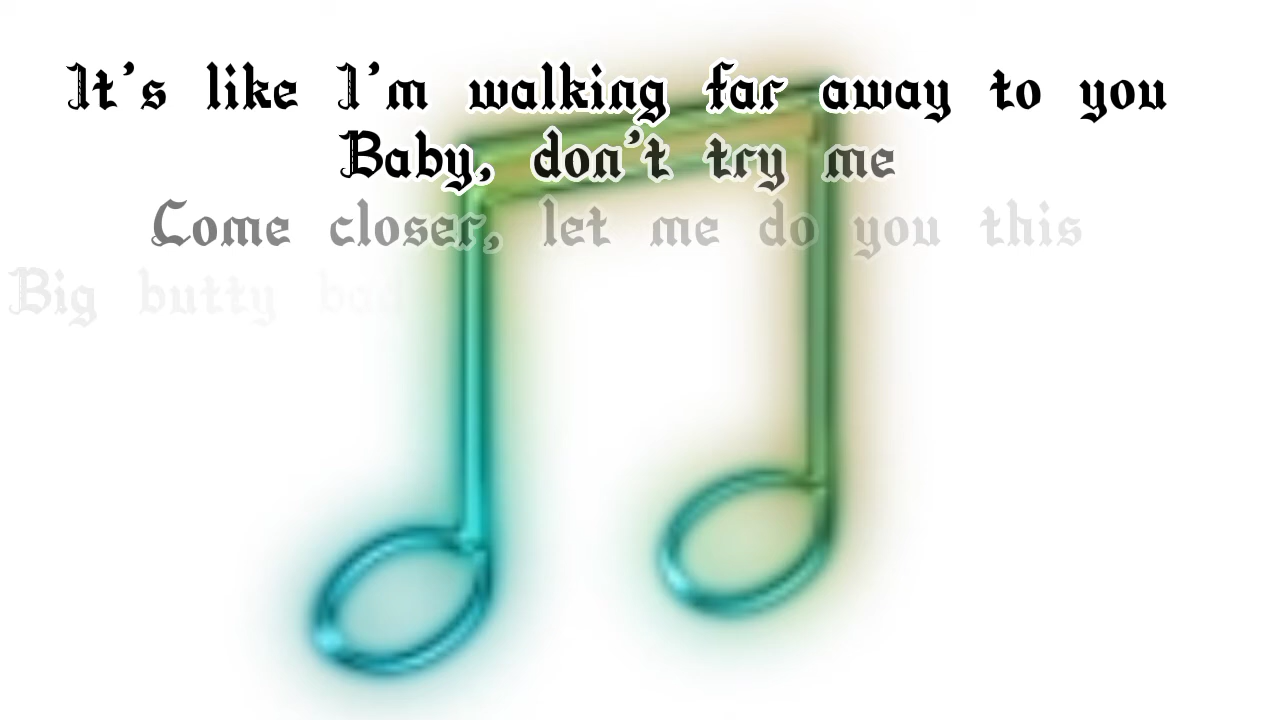 It's like I'm walking far away to you
Baby, don't try me
Come closer, let me do you this
Big butty bad